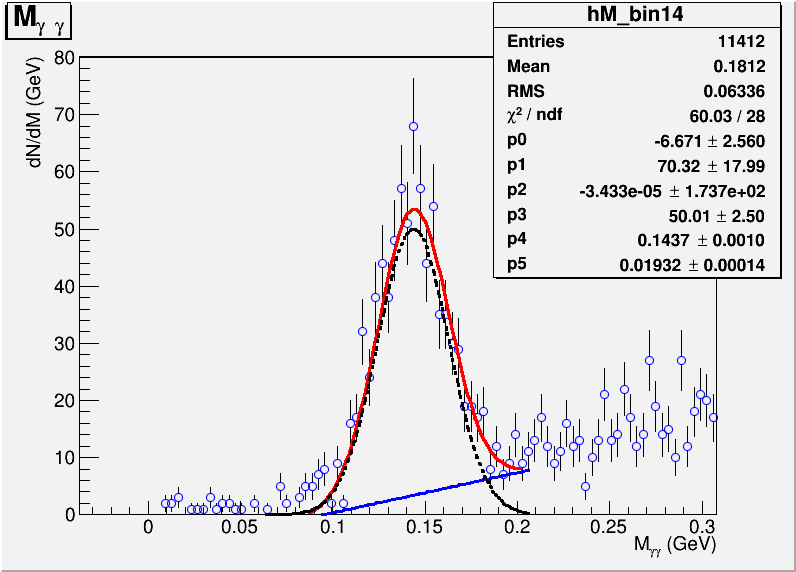 Mγ γ
hM_bin14
Entries 11412
Mean 0.1812
RMS 0.06336
χ² / ndf 60.03 / 28
p0 -6.671 ± 2.560
p1 70.32 ± 17.99
p2 -3.433e-05 ± 1.737e+02
p3 50.01 ± 2.50
p4 0.1437 ± 0.0010
p5 0.01932 ± 0.00014
dN/dM (GeV)
80
70
60
50
40
30
20
10
0
0 0.05 0.1 0.15 0.2 0.25 0.3
Mγγ (GeV)